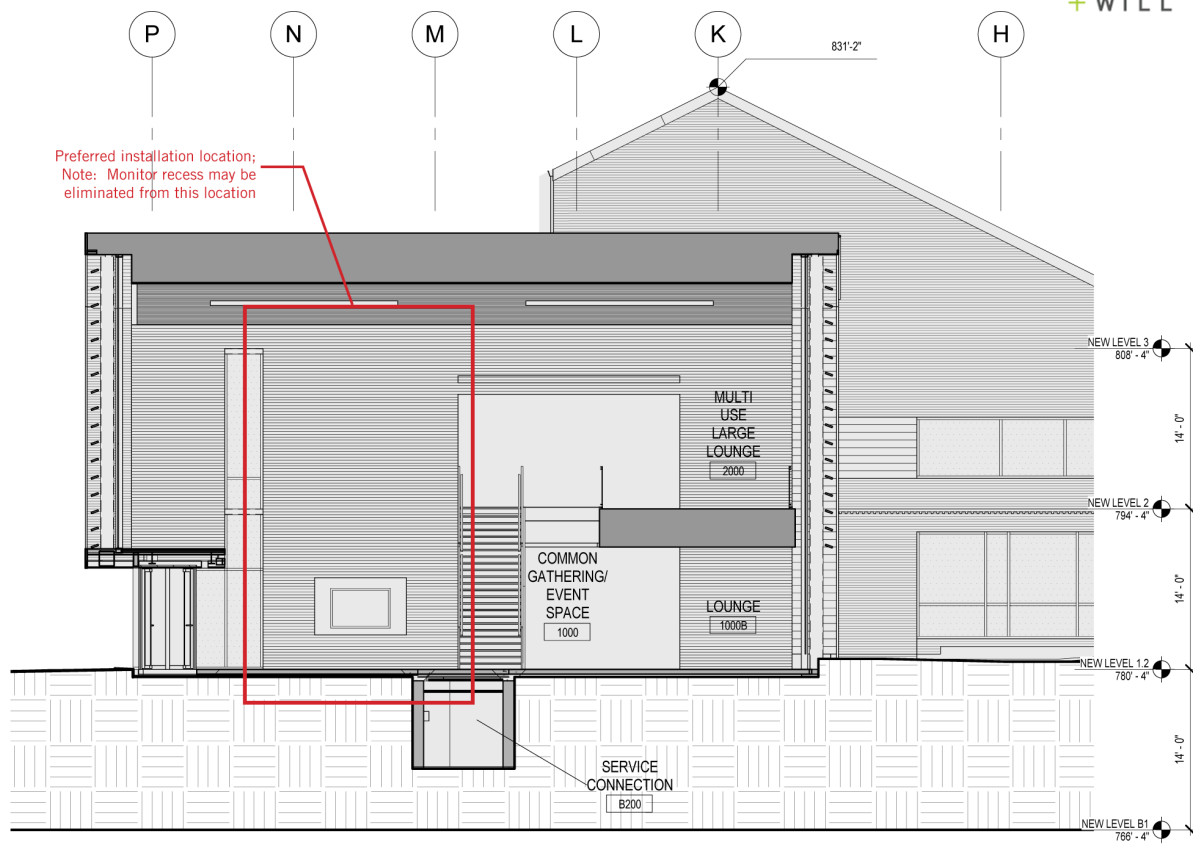 + WILL
P
N
M
L
K
H
831'-2"
Preferred installation location;
Note: Monitor recess may be
eliminated from this location
NEW LEVEL 3
808' - 4"
MULTI
USE
LARGE
LOUNGE
2000
14' - 0"
NEW LEVEL 2
794' - 4"
COMMON
GATHERING/
EVENT
SPACE
1000
LOUNGE
1000B
14' - 0"
NEW LEVEL 1.2
780' - 4"
14' - 0"
SERVICE
CONNECTION
B200
NEW LEVEL B1
766' - 4"